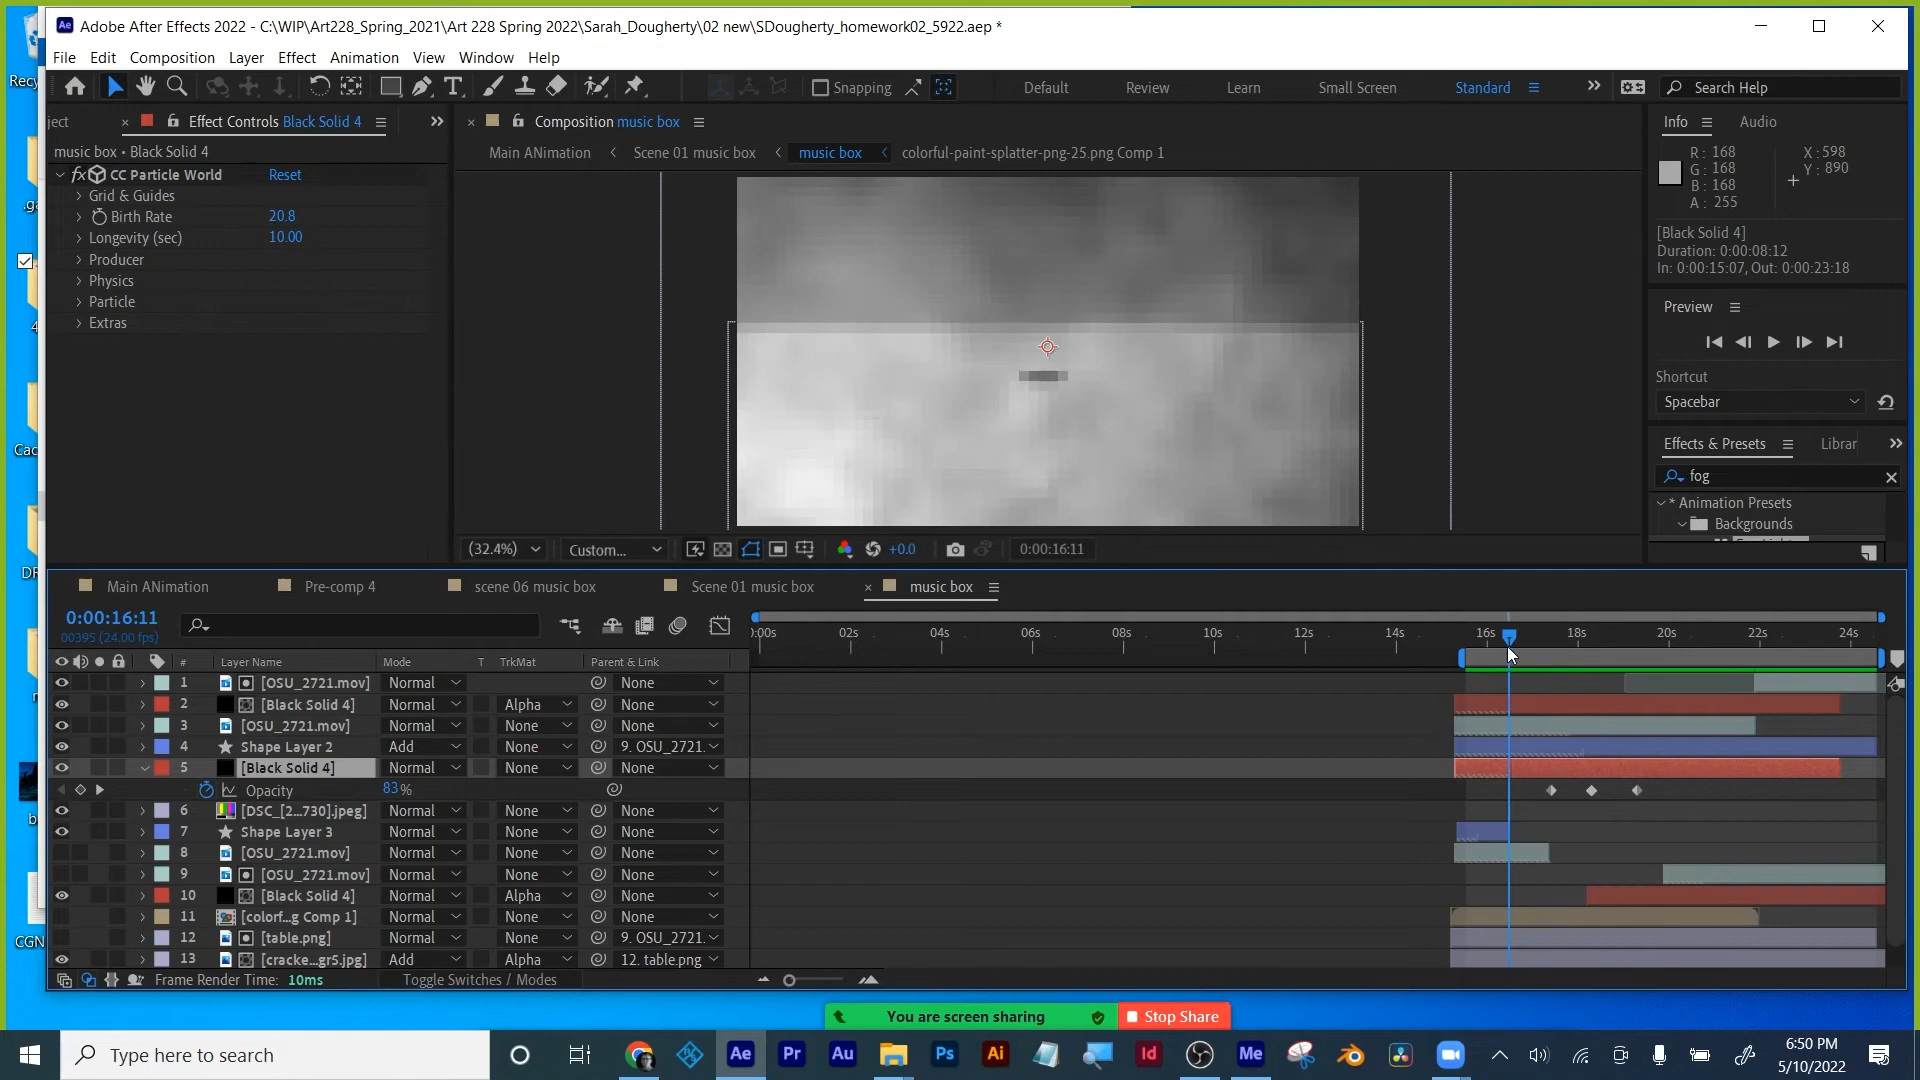 Adobe After Effects 2022 - C:\WIP\Art228_Spring_2021\Art 228 Spring 2022\Sarah_Dougherty\02 new\SDougherty_homework02_5922.aep *
File Edit Composition Layer Effect Animation View Window Help
Snapping Default Review Learn Small Screen Standard Search Help
ject Effect Controls Black Solid 4
music box • Black Solid 4
fx CC Particle World Reset
Grid & Guides
Birth Rate 20.8
Longevity (sec) 10.00
Producer
Physics
Particle
Extras
Composition music box
Main ANimation Scene 01 music box music box colorful-paint-splatter-png-25.png Comp 1
(32.4%) Custom... +0.0 0:00:16:11
Info Audio
R: 168 X: 598
G: 168 Y: 890
B: 168
A: 255
[Black Solid 4]
Duration: 0:00:08:12
In: 0:00:15:07, Out: 0:00:23:18
Preview
Shortcut
Spacebar
Effects & Presets Librar
fog
* Animation Presets
Backgrounds
Main ANimation Pre-comp 4 scene 06 music box Scene 01 music box music box
0:00:16:11
00395 (24.00 fps)
02s 04s 06s 08s 10s 12s 14s 16s 18s 20s 22s 24s
# Layer Name Mode T TrkMat Parent & Link
1 [OSU_2721.mov] Normal None
2 [Black Solid 4] Normal Alpha None
3 [OSU_2721.mov] Normal None None
4 Shape Layer 2 Add None 9. OSU_2721.
5 [Black Solid 4] Normal None None
Opacity 83%
6 [DSC_[2...730].jpeg] Normal None None
7 Shape Layer 3 Normal None None
8 [OSU_2721.mov] Normal None None
9 [OSU_2721.mov] Normal None None
10 [Black Solid 4] Normal Alpha None
11 [colorf...g Comp 1] Normal None None
12 [table.png] Normal None 9. OSU_2721.
13 [cracke...gr5.jpg] Add Alpha 12. table.png
Frame Render Time: 10ms Toggle Switches / Modes
You are screen sharing Stop Share
Type here to search
Ae Pr Au Ps Ai Id Me
6:50 PM
5/10/2022
Recy
Cac
CGN